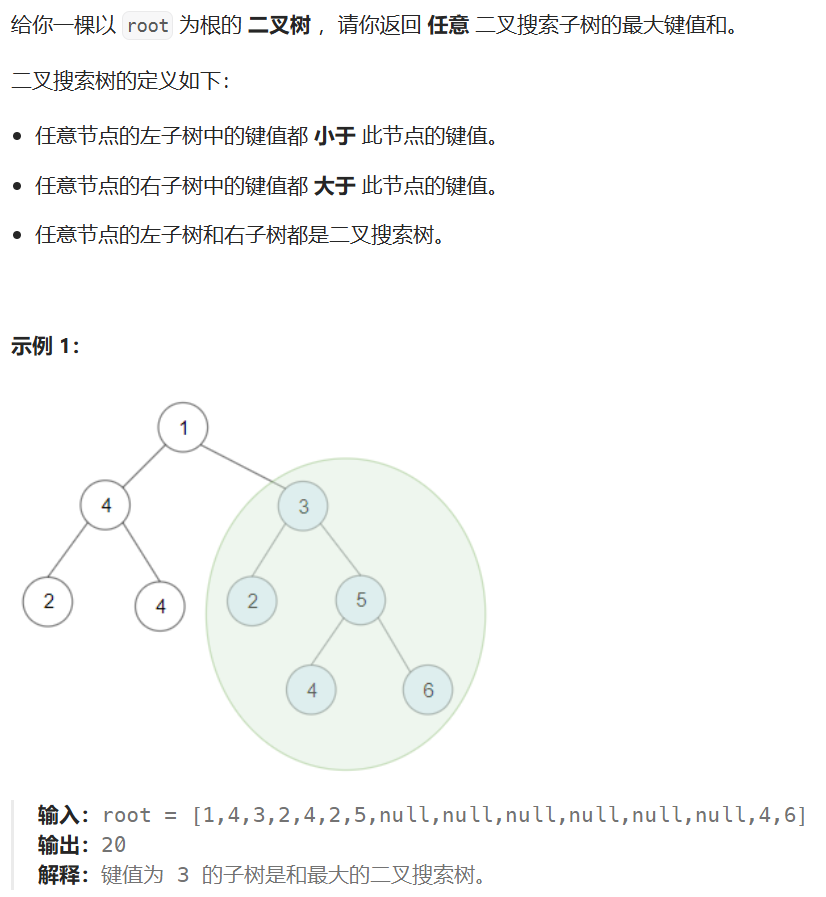 给你一棵以 root 为根的 二叉树 ，请你返回 任意 二叉搜索子树的最大键值和。
二叉搜索树的定义如下：
• 任意节点的左子树中的键值都 小于 此节点的键值。
• 任意节点的右子树中的键值都 大于 此节点的键值。
• 任意节点的左子树和右子树都是二叉搜索树。
示例 1：
1
4 3
2 4 2 5
4 6
输入：root = [1,4,3,2,4,2,5,null,null,null,null,null,null,4,6]
输出：20
解释：键值为 3 的子树是和最大的二叉搜索树。